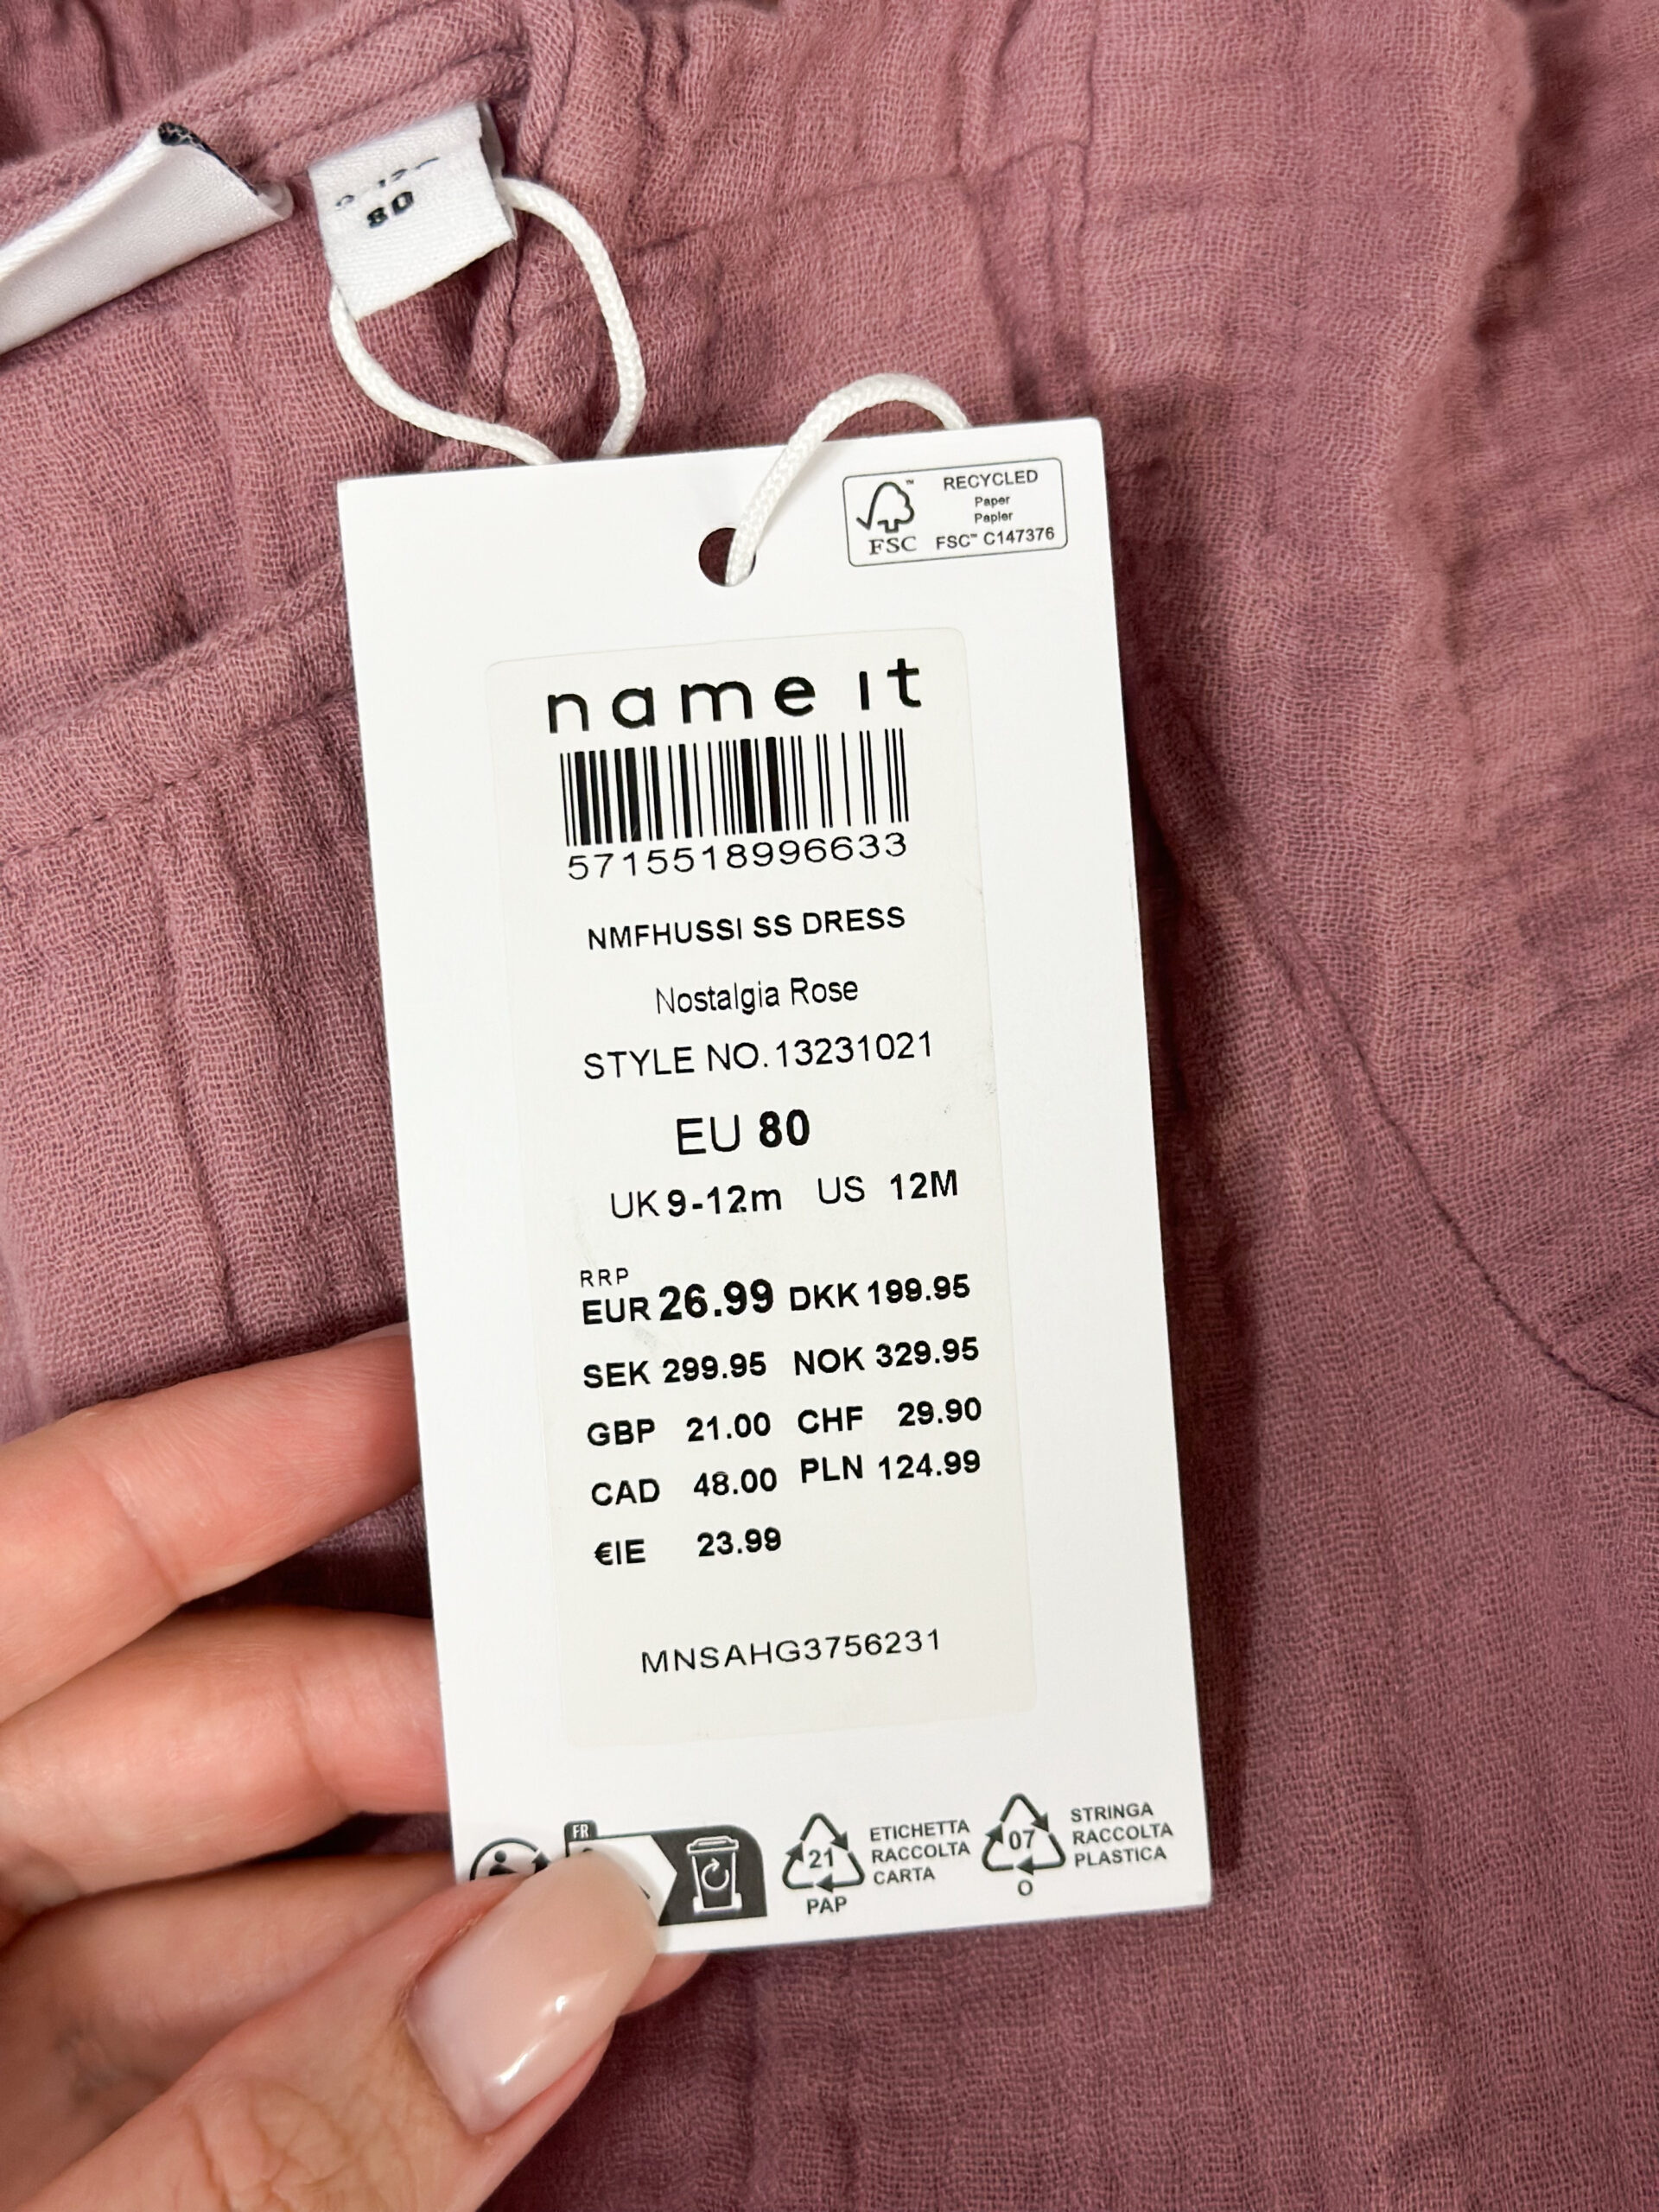 80
FSC
RECYCLED
Paper
Papier
FSC™ C147376
name it
5715518996633
NMFHUSSI SS DRESS
Nostalgia Rose
STYLE NO. 13231021
EU 80
UK 9-12m US 12M
RRP
EUR 26.99 DKK 199.95
SEK 299.95 NOK 329.95
GBP 21.00 CHF 29.90
CAD 48.00 PLN 124.99
€IE 23.99
MNSAHG3756231
FR
21
PAP
ETICHETTA
RACCOLTA
CARTA
07
O
STRINGA
RACCOLTA
PLASTICA